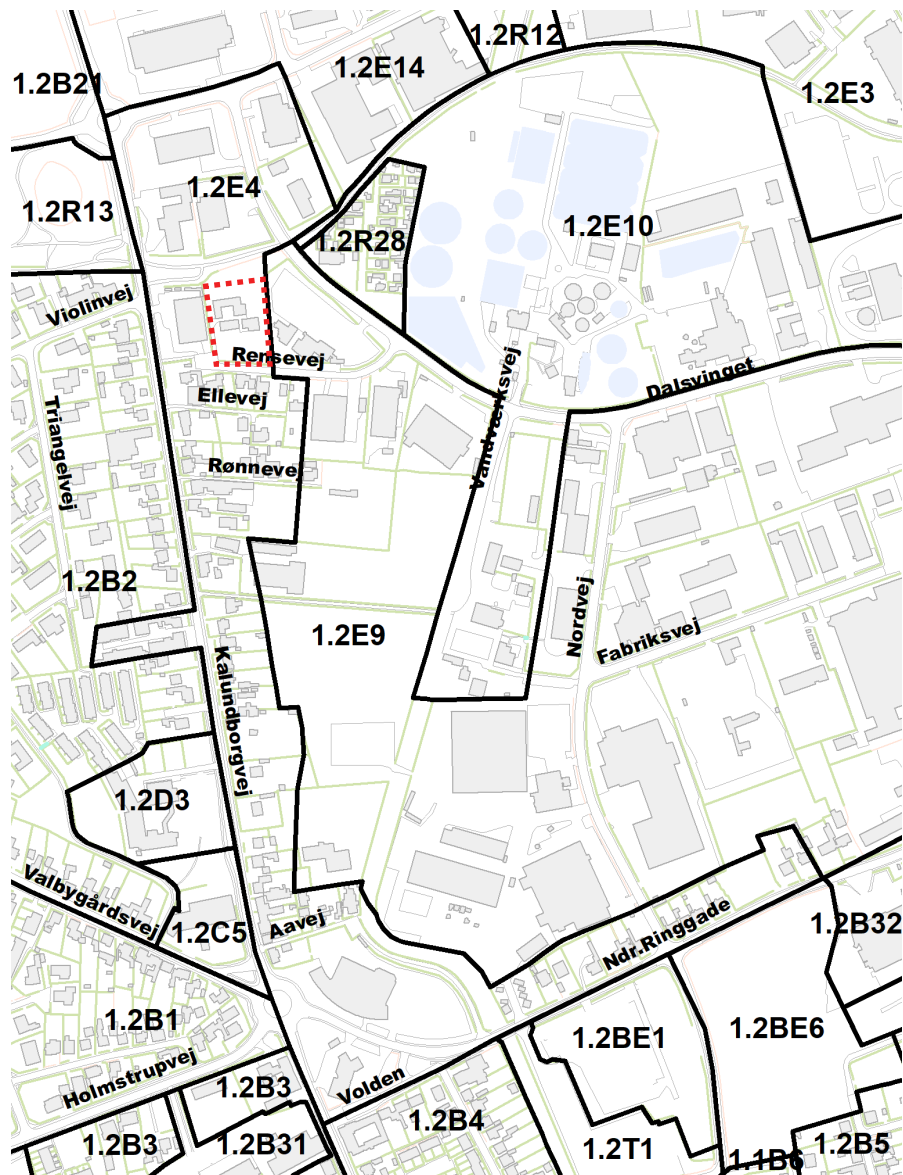 1.2R12
1.2E14
1.2B21
1.2E3
1.2E4
1.2R13
1.2R28
1.2E10
Violinvej
Rensevej
Dalsvinget
Ellevej
Vandværksvej
Triangelvej
Rønnevej
1.2B2
Nordvej
1.2E9
Fabriksvej
Kalundborgvej
1.2D3
Valbygårdsvej
Aavej
1.2C5
Ndr.Ringgade
1.2B32
1.2B1
1.2BE1
1.2BE6
Holmstrupvej
1.2B3
Volden
1.2B4
1.2B3
1.2B31
1.2T1
1.2B5
1.1B6